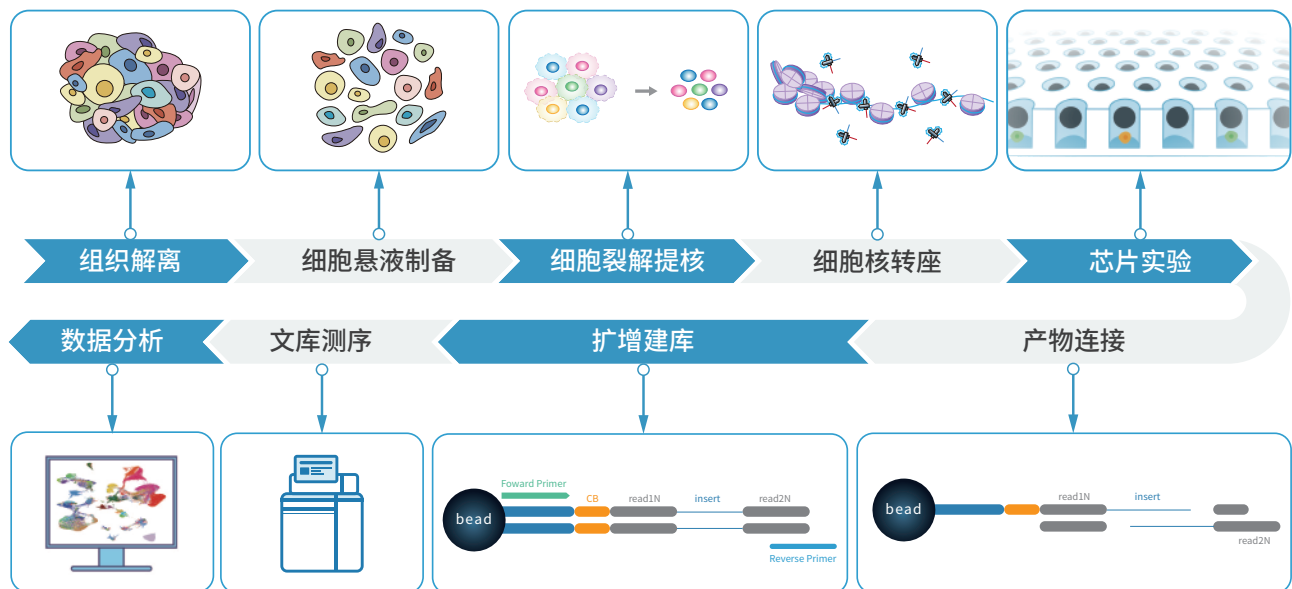 组织解离
细胞悬液制备
细胞裂解提核
细胞核转座
芯片实验
数据分析
文库测序
扩增建库
产物连接
Foward Primer
CB
read1N
insert
read2N
bead
Reverse Primer
read1N
insert
bead
read2N